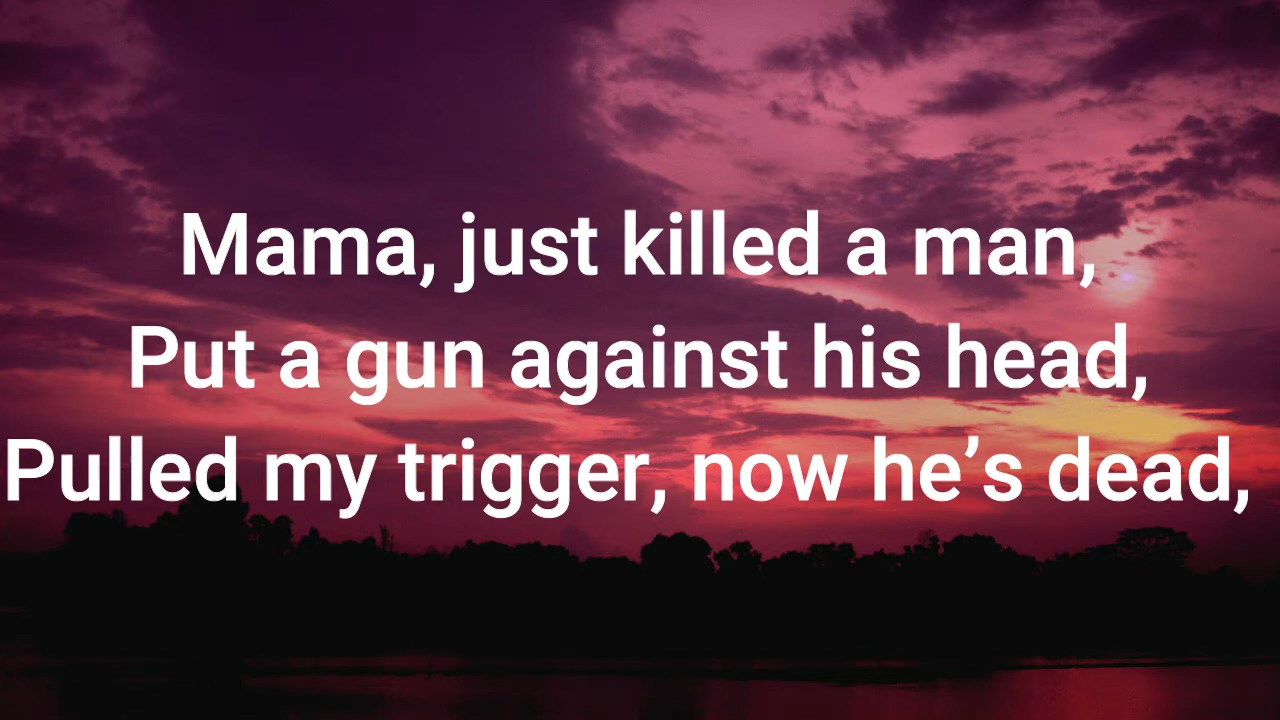 Mama, just killed a man,
Put a gun against his head,
Pulled my trigger, now he’s dead,